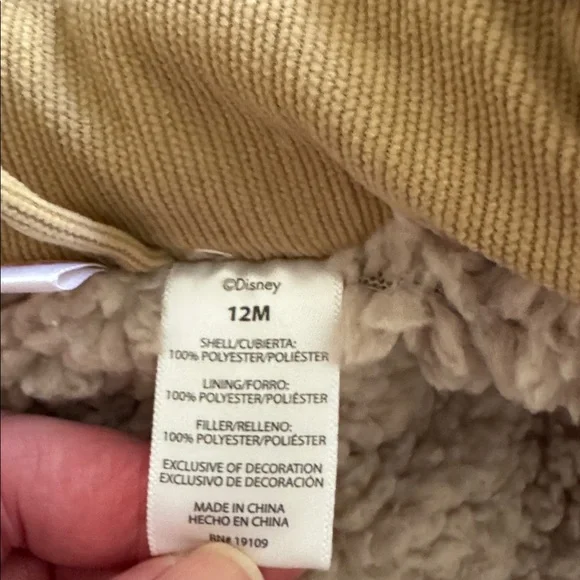 ©Disney
12M
SHELL/CUBIERTA:
100% POLYESTER/POLIÉSTER
LINING/FORRO:
100% POLYESTER/POLIÉSTER
FILLER/RELLENO:
100% POLYESTER/POLIÉSTER
EXCLUSIVE OF DECORATION
EXCLUSIVO DE DECORACIÓN
MADE IN CHINA
HECHO EN CHINA
RN# 19109